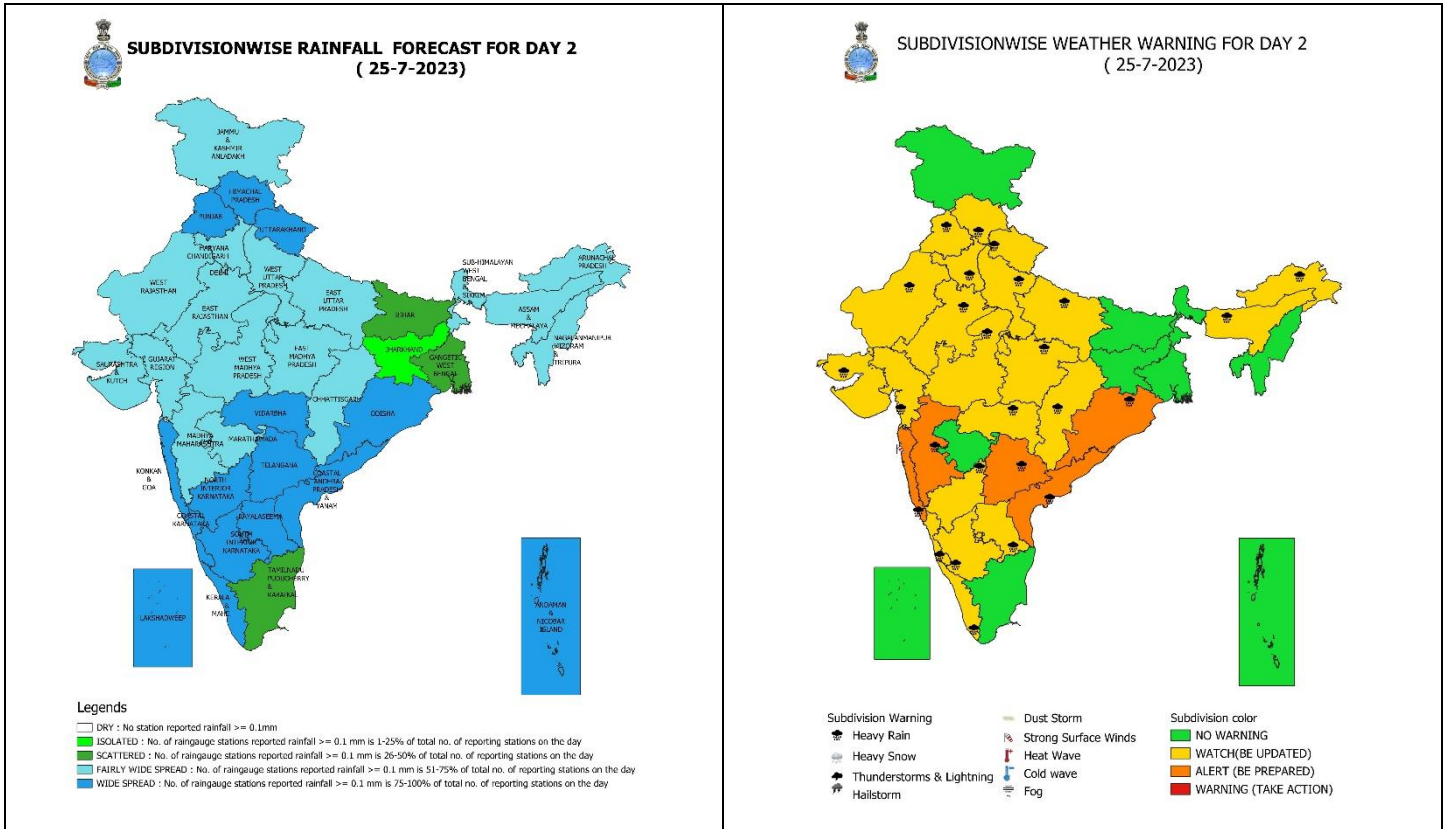 SUBDIVISIONWISE RAINFALL FORECAST FOR DAY 2
( 25-7-2023)
JAMMU
&
KASHMIR
ANLADAKH
HIMACHAL
PRADESH
PUNJAB
UTTARAKHAND
HARYANA
CHANDIGARH
&
DELHI
WEST
UTTAR
PRADESH
EAST
UTTAR
PRADESH
WEST
RAJASTHAN
EAST
RAJASTHAN
SUB-HIMALAYAN
WEST
BENGAL
&
SIKKIM
ARUNACHAL
PRADESH
ASSAM
&
MEGHALAYA
NAGALANMANIPUR
MIZORAM
&
TRIPURA
BIHAR
JHARKHAND
GANGETIC
WEST
BENGAL
SAURASHTRA
&
KUTCH
GUJARAT
REGION
WEST
MADHYA
PRADESH
EAST
MADHYA
PRADESH
CHHATTISGARH
ODISHA
VIDARBHA
MADHYA
MAHARASHTRA
MARATHAWADA
TELANGANA
KONKAN
&
GOA
NORTH
INTERIOR
KARNATAKA
COASTAL
ANDHRA
PRADESH
&
YANAM
COASTAL
KARNATAKA
RAYALASEEMA
SOUTH
INTERIOR
KARNATAKA
TAMILNADU
PUDUCHERRY
&
KARAIKAL
KERALA
&
MAHE
LAKSHADWEEP
ANDAMAN
&
NICOBAR
ISLAND
Legends
DRY : No station reported rainfall >= 0.1mm
ISOLATED : No. of raingauge stations reported rainfall >= 0.1 mm is 1-25% of total no. of reporting stations on the day
SCATTERED : No. of raingauge stations reported rainfall >= 0.1 mm is 26-50% of total no. of reporting stations on the day
FAIRLY WIDE SPREAD : No. of raingauge stations reported rainfall >= 0.1 mm is 51-75% of total no. of reporting stations on the day
WIDE SPREAD : No. of raingauge stations reported rainfall >= 0.1 mm is 75-100% of total no. of reporting stations on the day
SUBDIVISIONWISE WEATHER WARNING FOR DAY 2
( 25-7-2023)
Subdivision Warning
Heavy Rain
Heavy Snow
Thunderstorms & Lightning
Hailstorm
Dust Storm
Strong Surface Winds
Heat Wave
Cold wave
Fog
Subdivision color
NO WARNING
WATCH(BE UPDATED)
ALERT (BE PREPARED)
WARNING (TAKE ACTION)